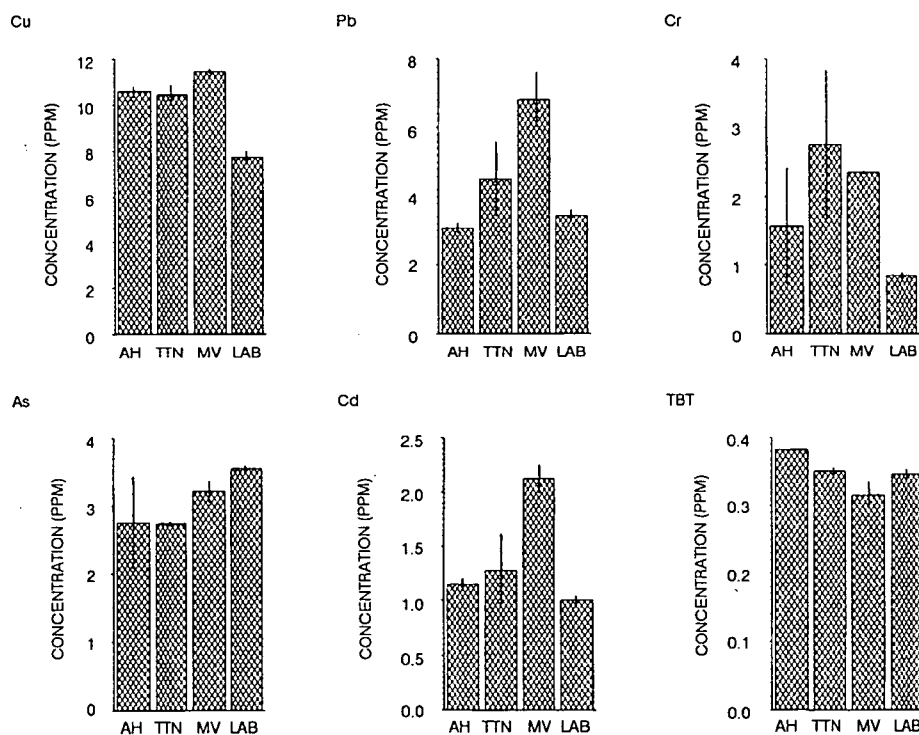 Cu
Pb
Cr
CONCENTRATION (PPM)
12
10
8
6
4
2
0
AH TTN MV LAB
CONCENTRATION (PPM)
8
6
4
2
0
AH TTN MV LAB
CONCENTRATION (PPM)
4
3
2
1
0
AH TTN MV LAB
As
Cd
TBT
CONCENTRATION (PPM)
4
3
2
1
0
AH TTN MV LAB
CONCENTRATION (PPM)
2.5
2.0
1.5
1.0
0.5
0.0
AH TTN MV LAB
CONCENTRATION (PPM)
0.4
0.3
0.2
0.1
0.0
AH TTN MV LAB